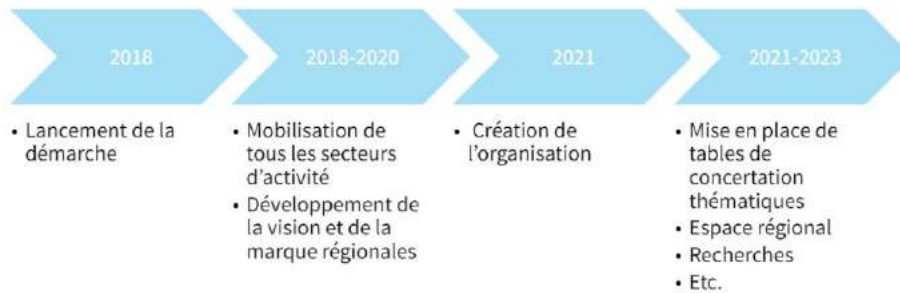 2018
2018-2020
2021
2021-2023
• Lancement de la
démarche
• Mobilisation de
tous les secteurs
d'activité
• Développement de
la vision et de la
marque régionales
• Création de
l'organisation
• Mise en place de
tables de
concertation
thématiques
• Espace régional
• Recherches
• Etc.